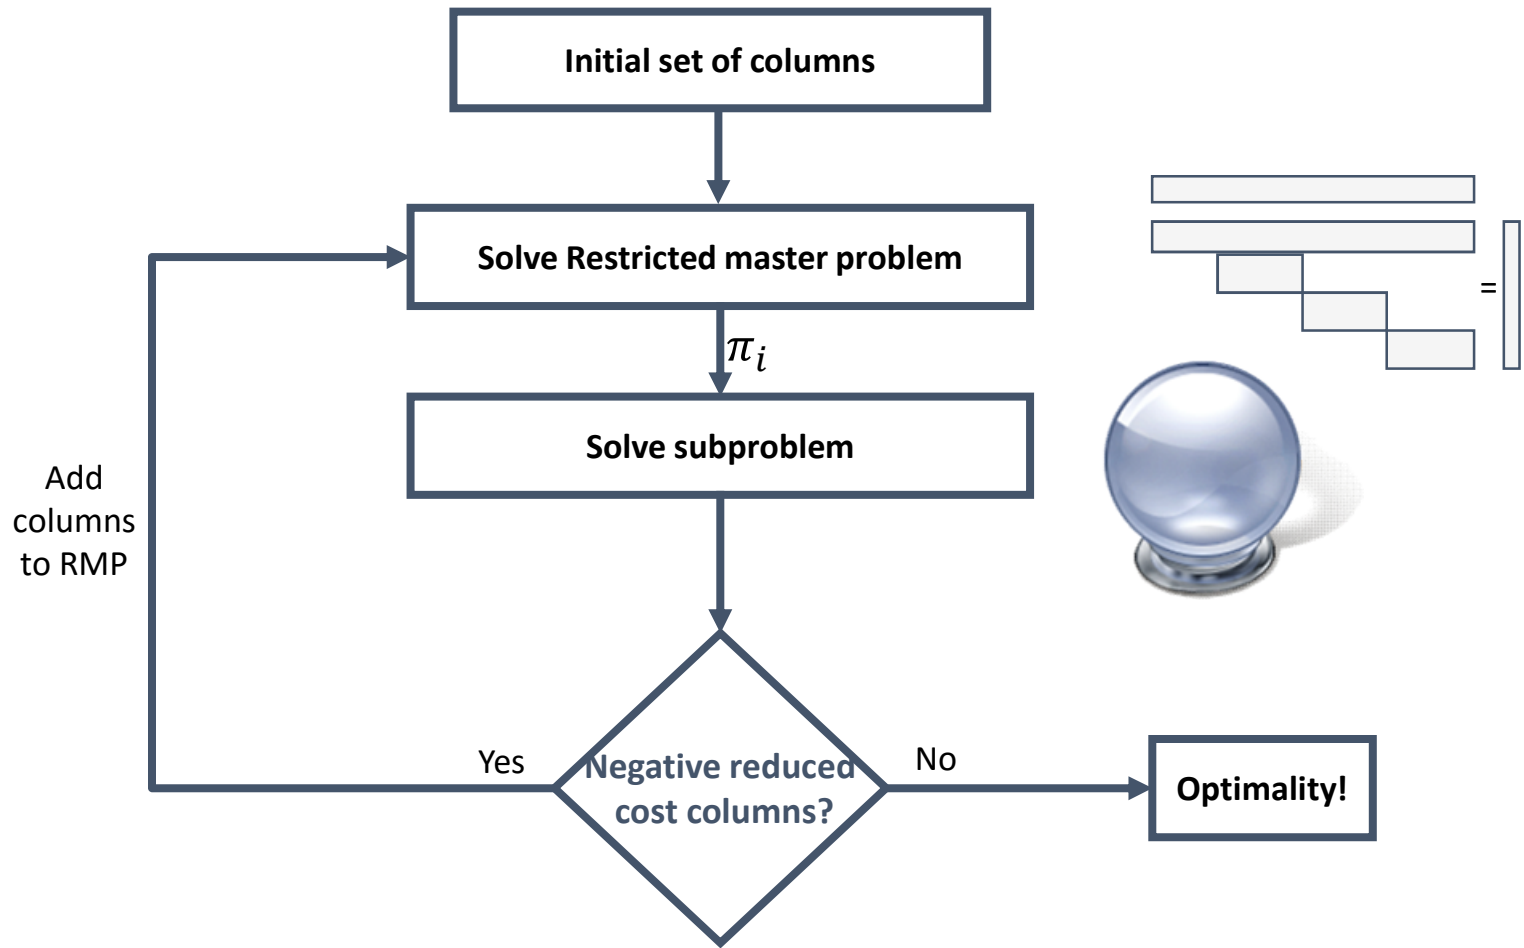 Initial set of columns
Solve Restricted master problem
=
π_i
Solve subproblem
Add
columns
to RMP
Yes
Negative reduced
cost columns?
No
Optimality!